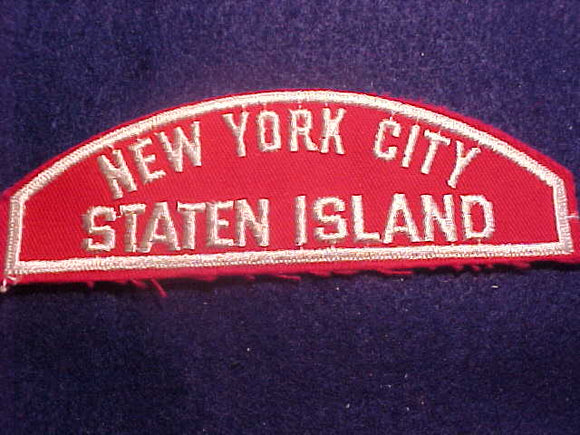 NEW YORK CITY
STATEN ISLAND